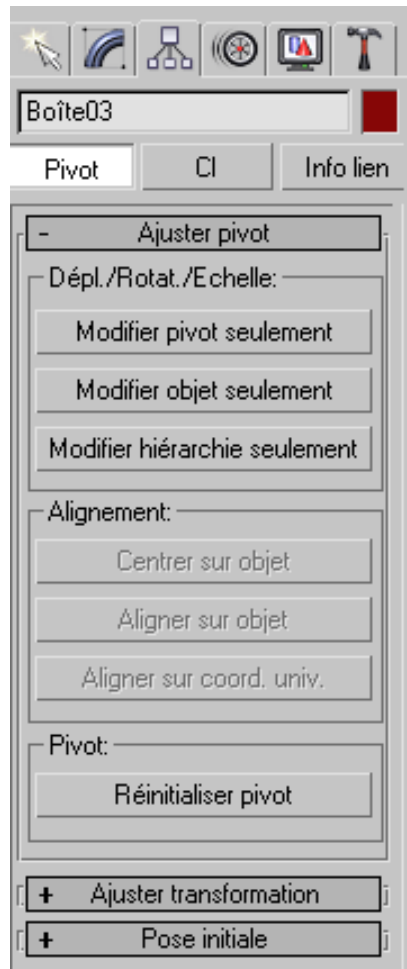 Boîte03
Pivot CI Info lien
- Ajuster pivot
Dépl./Rotat./Echelle:
Modifier pivot seulement
Modifier objet seulement
Modifier hiérarchie seulement
Alignement:
Centrer sur objet
Aligner sur objet
Aligner sur coord. univ.
Pivot:
Réinitialiser pivot
+ Ajuster transformation
+ Pose initiale